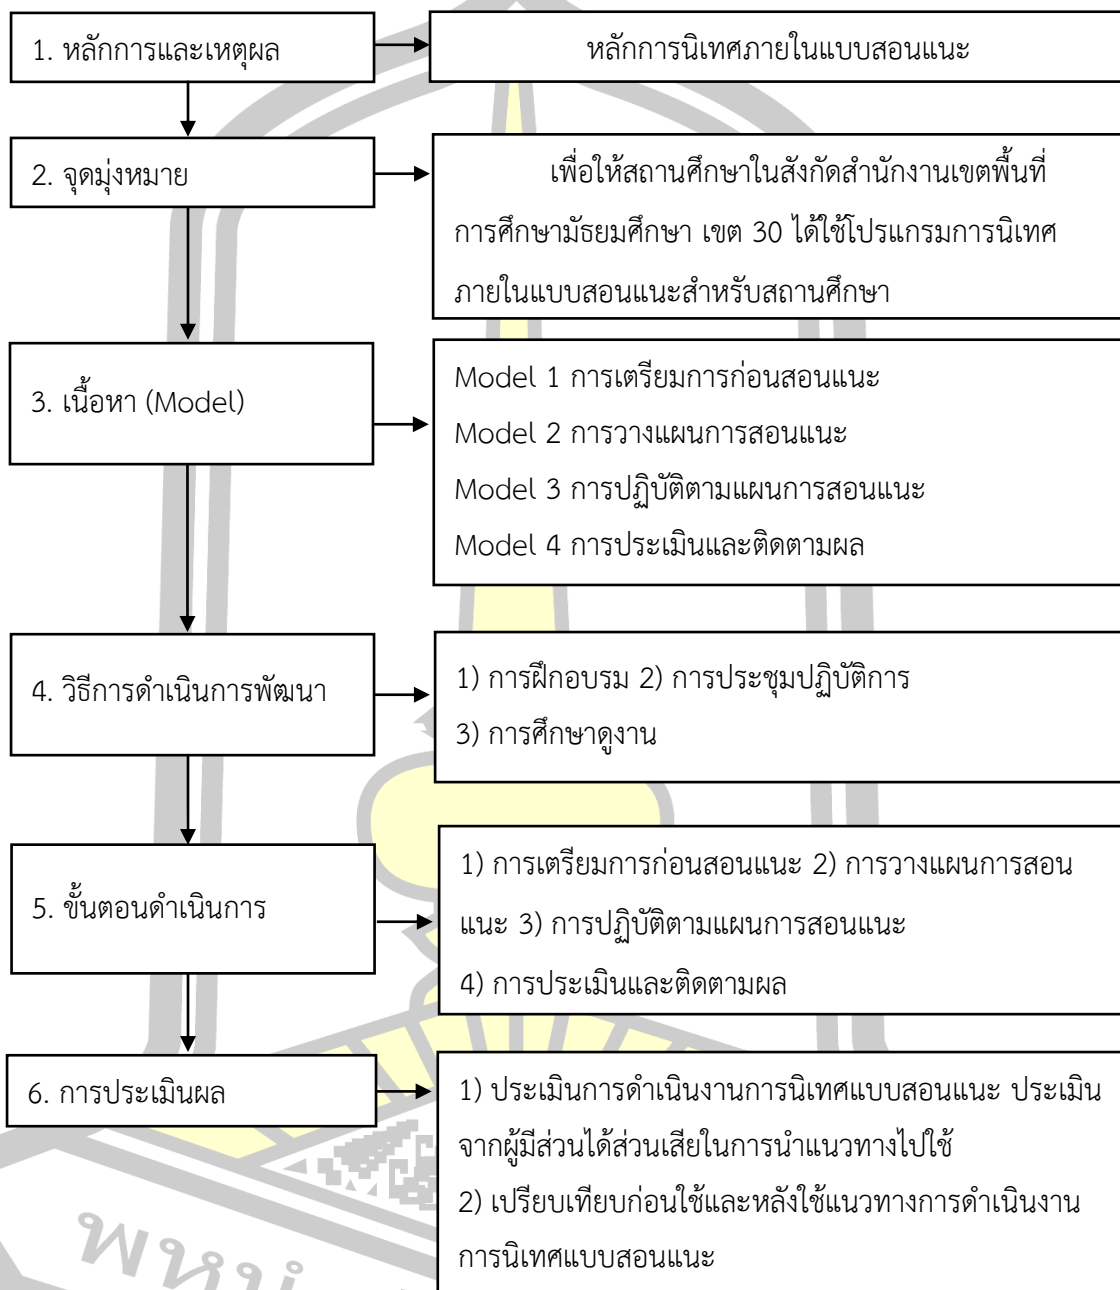 1. หลักการและเหตุผล
หลักการนิเทศภายในแบบสอนแนะ
2. จุดมุ่งหมาย
เพื่อให้สถานศึกษาในสังกัดสำนักงานเขตพื้นที่
การศึกษามัธยมศึกษา เขต 30 ได้ใช้โปรแกรมการนิเทศ
ภายในแบบสอนแนะสำหรับสถานศึกษา
3. เนื้อหา (Model)
Model 1 การเตรียมการก่อนสอนแนะ
Model 2 การวางแผนการสอนแนะ
Model 3 การปฏิบัติตามแผนการสอนแนะ
Model 4 การประเมินและติดตามผล
4. วิธีการดำเนินการพัฒนา
1) การฝึกอบรม 2) การประชุมปฏิบัติการ
3) การศึกษาดูงาน
5. ขั้นตอนดำเนินการ
1) การเตรียมการก่อนสอนแนะ 2) การวางแผนการสอน
แนะ 3) การปฏิบัติตามแผนการสอนแนะ
4) การประเมินและติดตามผล
6. การประเมินผล
1) ประเมินการดำเนินงานการนิเทศแบบสอนแนะ ประเมิน
จากผู้มีส่วนได้ส่วนเสียในการนำแนวทางไปใช้
2) เปรียบเทียบก่อนใช้และหลังใช้แนวทางการดำเนินงาน
การนิเทศแบบสอนแนะ